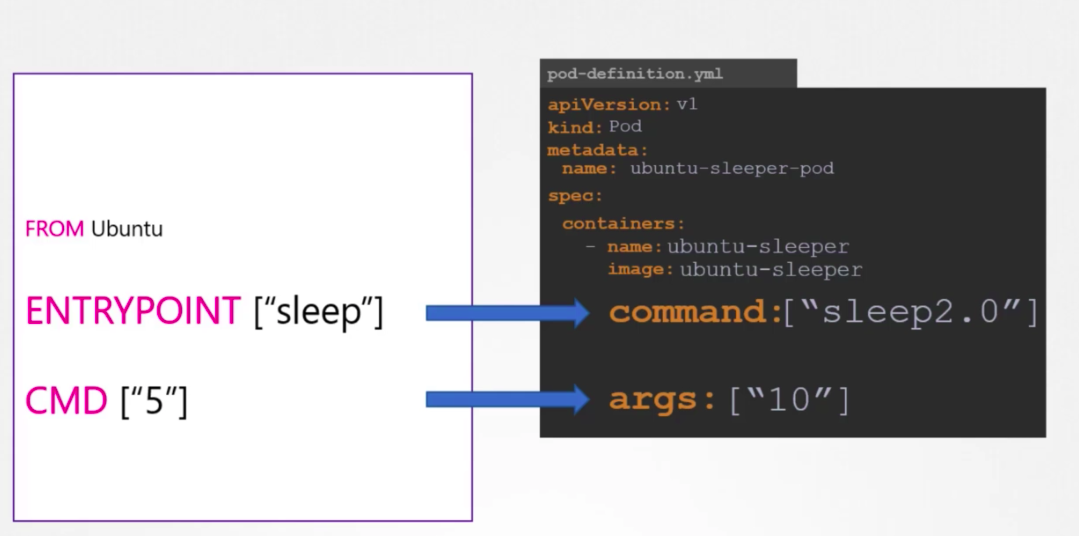 FROM Ubuntu
ENTRYPOINT [“sleep”]
CMD [“5”]
pod-definition.yml
apiVersion: v1
kind: Pod
metadata:
name: ubuntu-sleeper-pod
spec:
containers:
- name: ubuntu-sleeper
image: ubuntu-sleeper
command:[“sleep2.0”]
args: [“10”]